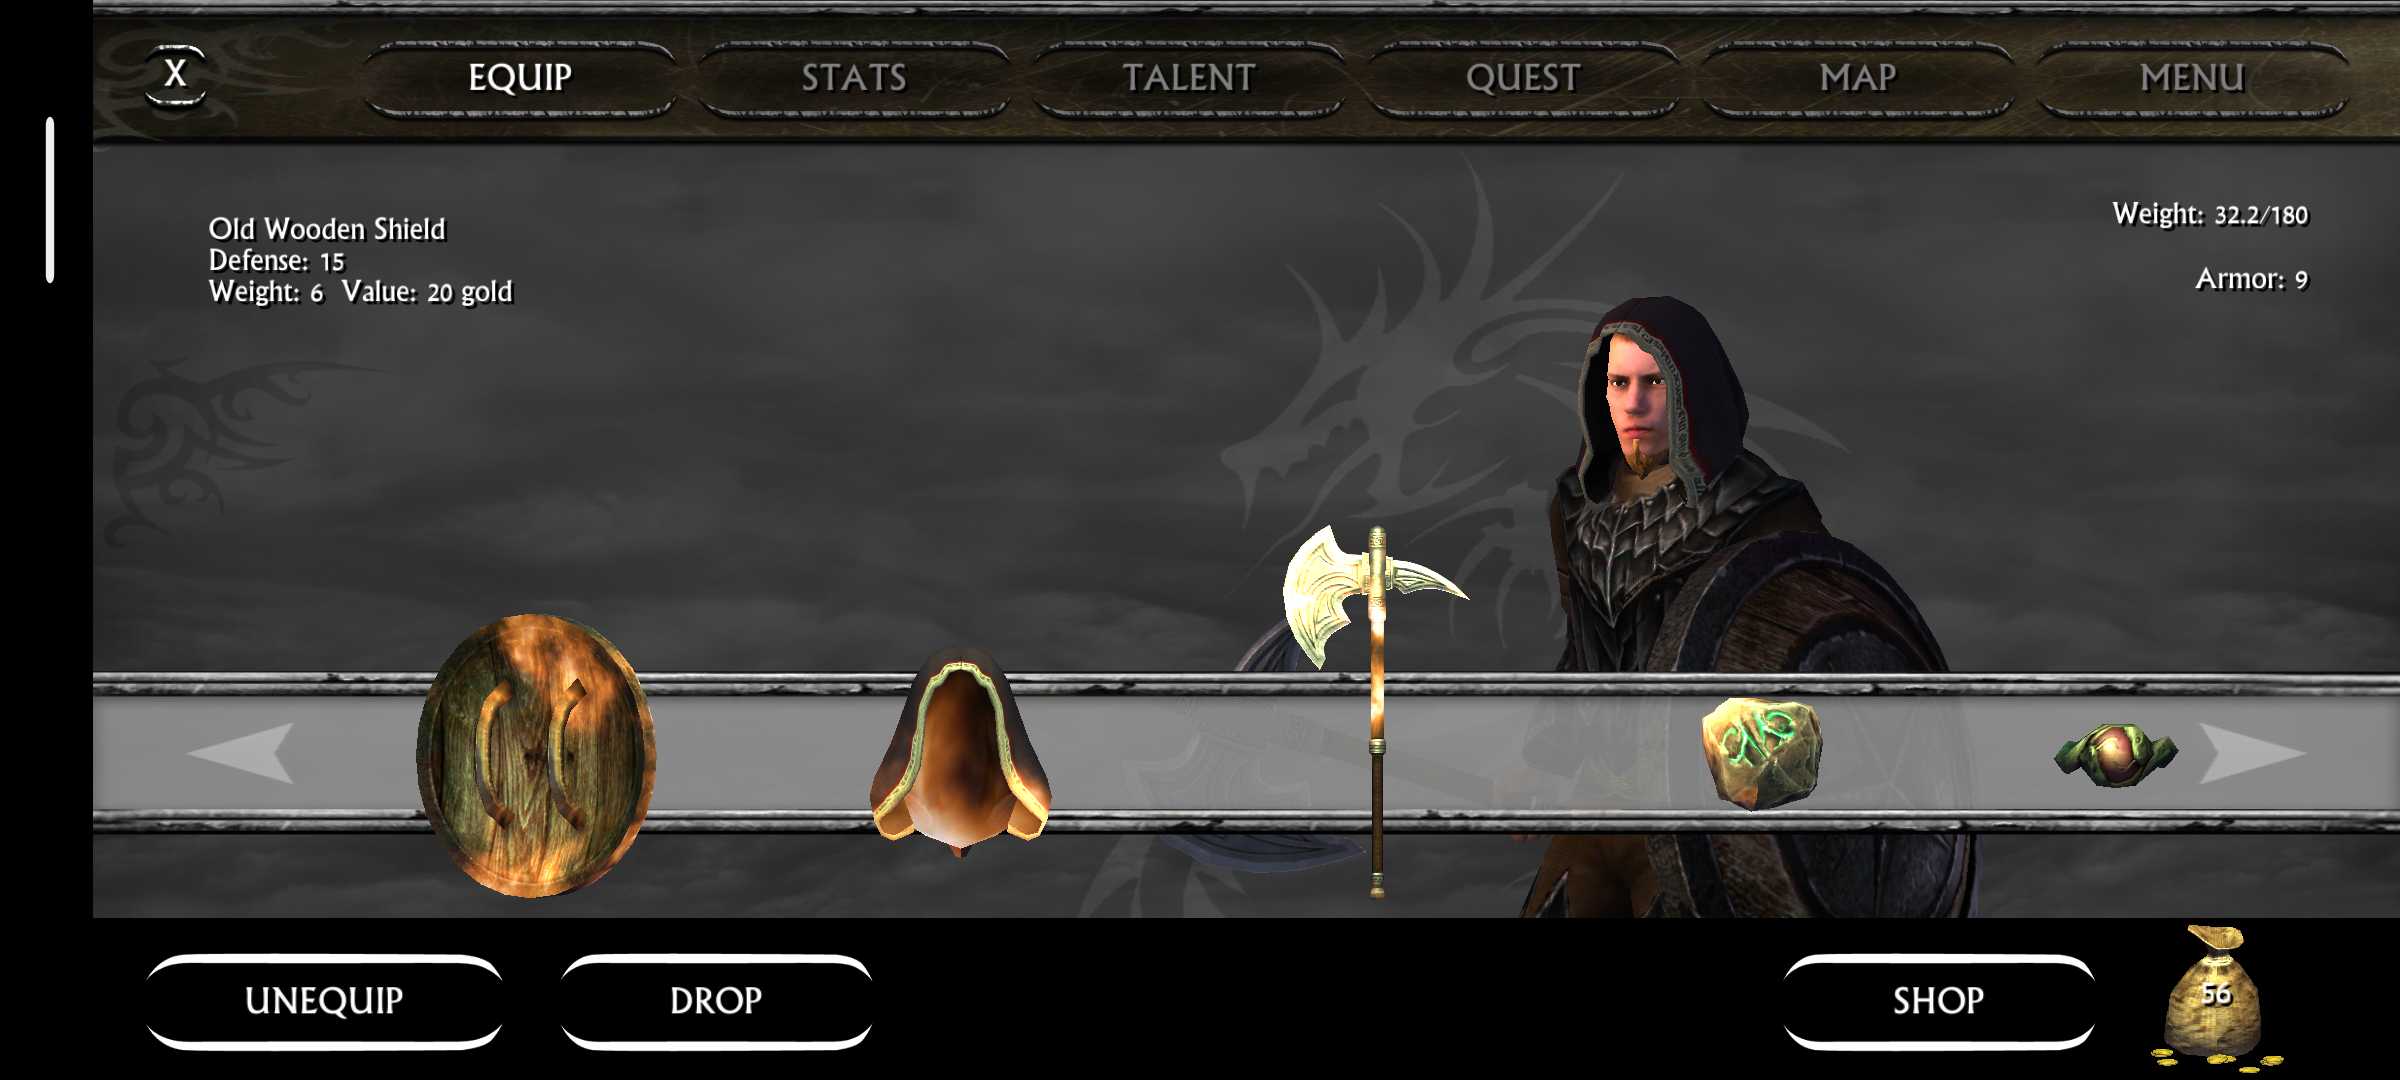 X
EQUIP
STATS
TALENT
QUEST
MAP
MENU
Old Wooden Shield
Defense: 15
Weight: 6 Value: 20 gold
Weight: 32.2/180
Armor: 9
UNEQUIP
DROP
SHOP
56